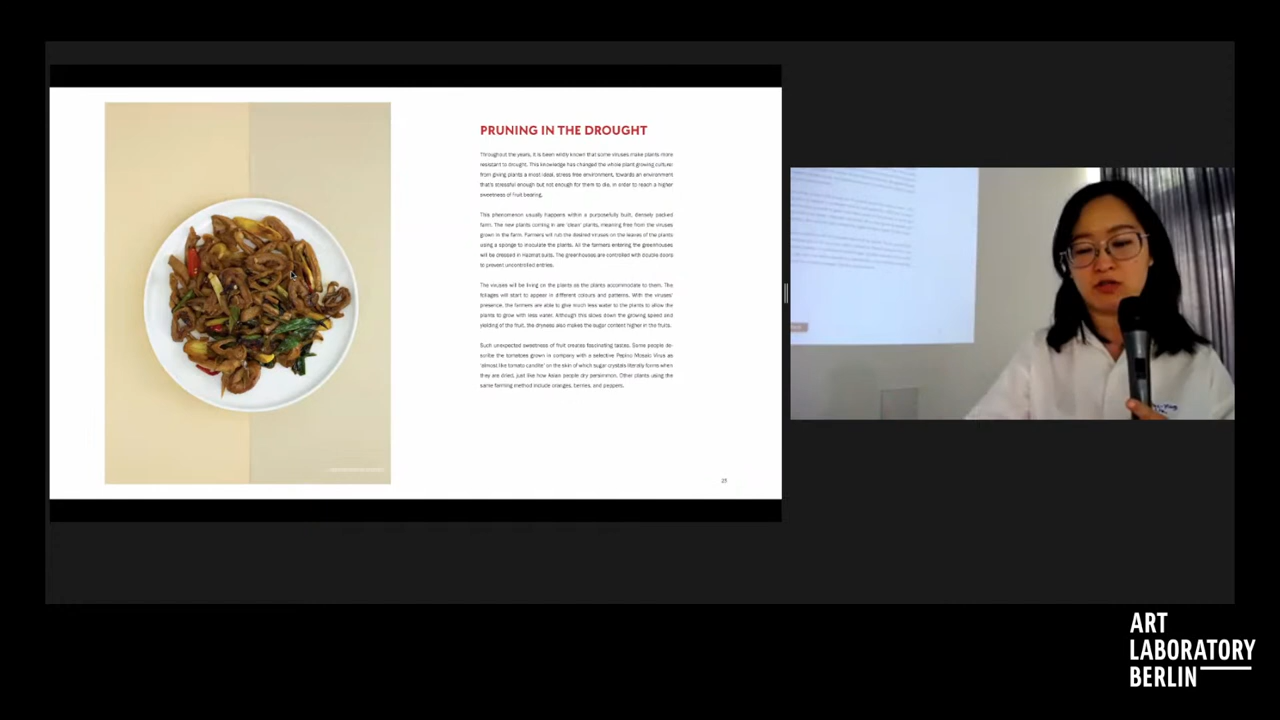 PRUNING IN THE DROUGHT
Throughout the years, it is been wildly known that some viruses make plants more
resistant to drought. This knowledge has changed the whole plant growing culture:
from giving plants a most ideal, stress free environment, towards an environment
that's stressful enough but not enough for them to die, in order to reach a higher
sweetness of fruit bearing.
This phenomenon usually happens within a purposefully built, densely packed
farm. The new plants coming in are 'clean' plants, meaning free from the viruses
grown in the farm. Farmers will rub the desired viruses on the leaves of the plants
using a sponge to inoculate the plants. All the farmers entering the greenhouses
will be dressed in Hazmat suits. The greenhouses are controlled with double doors
to prevent uncontrolled entries.
The viruses will be living on the plants as the plants accommodate to them. The
foliages will start to appear in different colours and patterns. With the viruses'
presence, the farmers are able to give much less water to the plants to allow the
plants to grow with less water. Although this slows down the growing speed and
yielding of the fruit, the dryness also makes the sugar content higher in the fruits.
Such unexpected sweetness of fruit creates fascinating tastes. Some people de-
scribe the tomatoes grown in company with a selective Pepino Mosaic Virus as
'almost like tomato candies' on the skin of which sugar crystals literally forms when
they are dried, just like how Asian people dry persimmon. Other plants using the
same farming method include oranges, berries, and peppers.
ART
LABORATORY
BERLIN